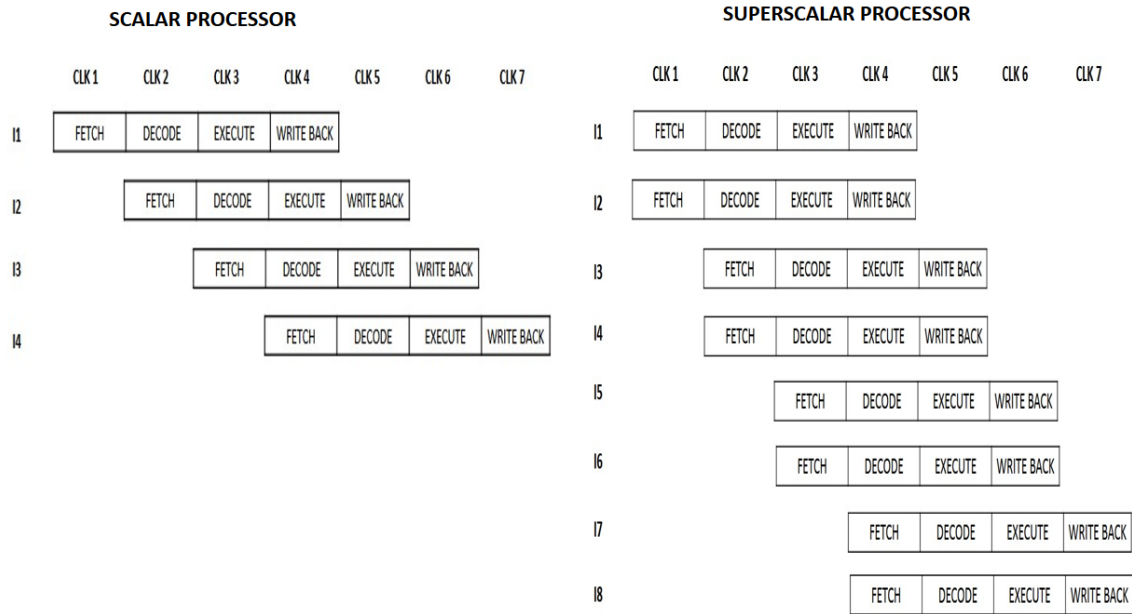 SCALAR PROCESSOR
CLK 1 CLK 2 CLK 3 CLK 4 CLK 5 CLK 6 CLK 7
I1 FETCH DECODE EXECUTE WRITE BACK
I2 FETCH DECODE EXECUTE WRITE BACK
I3 FETCH DECODE EXECUTE WRITE BACK
I4 FETCH DECODE EXECUTE WRITE BACK
SUPERSCALAR PROCESSOR
CLK 1 CLK 2 CLK 3 CLK 4 CLK 5 CLK 6 CLK 7
I1 FETCH DECODE EXECUTE WRITE BACK
I2 FETCH DECODE EXECUTE WRITE BACK
I3 FETCH DECODE EXECUTE WRITE BACK
I4 FETCH DECODE EXECUTE WRITE BACK
I5 FETCH DECODE EXECUTE WRITE BACK
I6 FETCH DECODE EXECUTE WRITE BACK
I7 FETCH DECODE EXECUTE WRITE BACK
I8 FETCH DECODE EXECUTE WRITE BACK